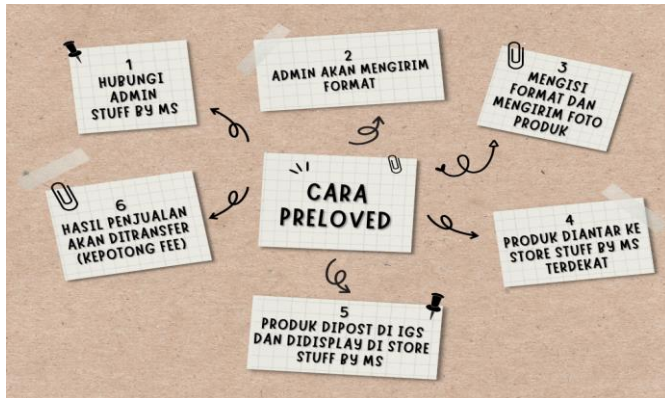 CARA
PRELOVED
1
HUBUNGI
ADMIN
STUFF BY MS
2
ADMIN AKAN MENGIRIM
FORMAT
3
MENGISI
FORMAT DAN
MENGIRIM FOTO
PRODUK
4
PRODUK DIANTAR KE
STORE STUFF BY MS
TERDEKAT
5
PRODUK DIPOST DI IGS
DAN DIDISPLAY DI STORE
STUFF BY MS
6
HASIL PENJUALAN
AKAN DITRANSFER
(KEPOTONG FEE)